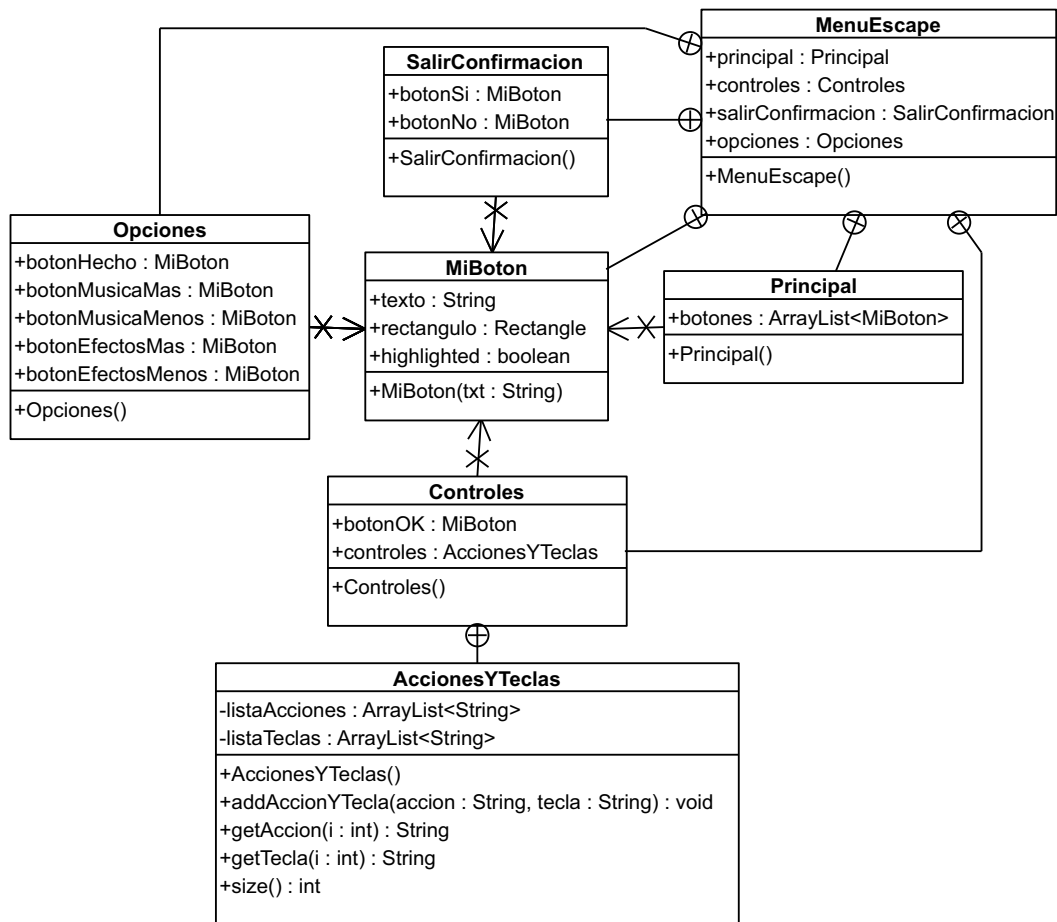 MenuEscape
+principal : Principal
+controles : Controles
+salirConfirmacion : SalirConfirmacion
+opciones : Opciones
+MenuEscape()
SalirConfirmacion
+botonSi : MiBoton
+botonNo : MiBoton
+SalirConfirmacion()
Opciones
+botonHecho : MiBoton
+botonMusicaMas : MiBoton
+botonMusicaMenos : MiBoton
+botonEfectosMas : MiBoton
+botonEfectosMenos : MiBoton
+Opciones()
MiBoton
+texto : String
+rectangulo : Rectangle
+highlighted : boolean
+MiBoton(txt : String)
Principal
+botones : ArrayList<MiBoton>
+Principal()
Controles
+botonOK : MiBoton
+controles : AccionesYTeclas
+Controles()
AccionesYTeclas
-listaAcciones : ArrayList<String>
-listaTeclas : ArrayList<String>
+AccionesYTeclas()
+addAccionYTecla(accion : String, tecla : String) : void
+getAccion(i : int) : String
+getTecla(i : int) : String
+size() : int